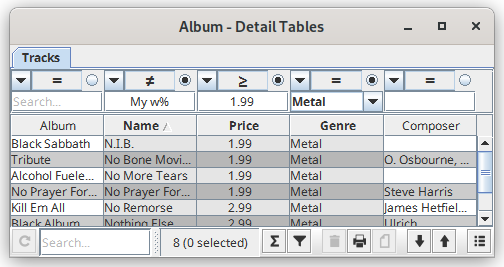 Album - Detail Tables
Tracks
= ≠ ≥ = =
Search... My w% 1.99 Metal
Album Name Price Genre Composer
Black Sabbath N.I.B. 1.99 Metal
Tribute No Bone Movi... 1.99 Metal O. Osbourne, ...
Alcohol Fuele... No More Tears 1.99 Metal
No Prayer For... No Prayer For... 1.99 Metal Steve Harris
Kill Em All No Remorse 2.99 Metal James Hetfiel...
Black Album Nothing Else 1.99 Metal Ulrich
Search... 8 (0 selected) Σ